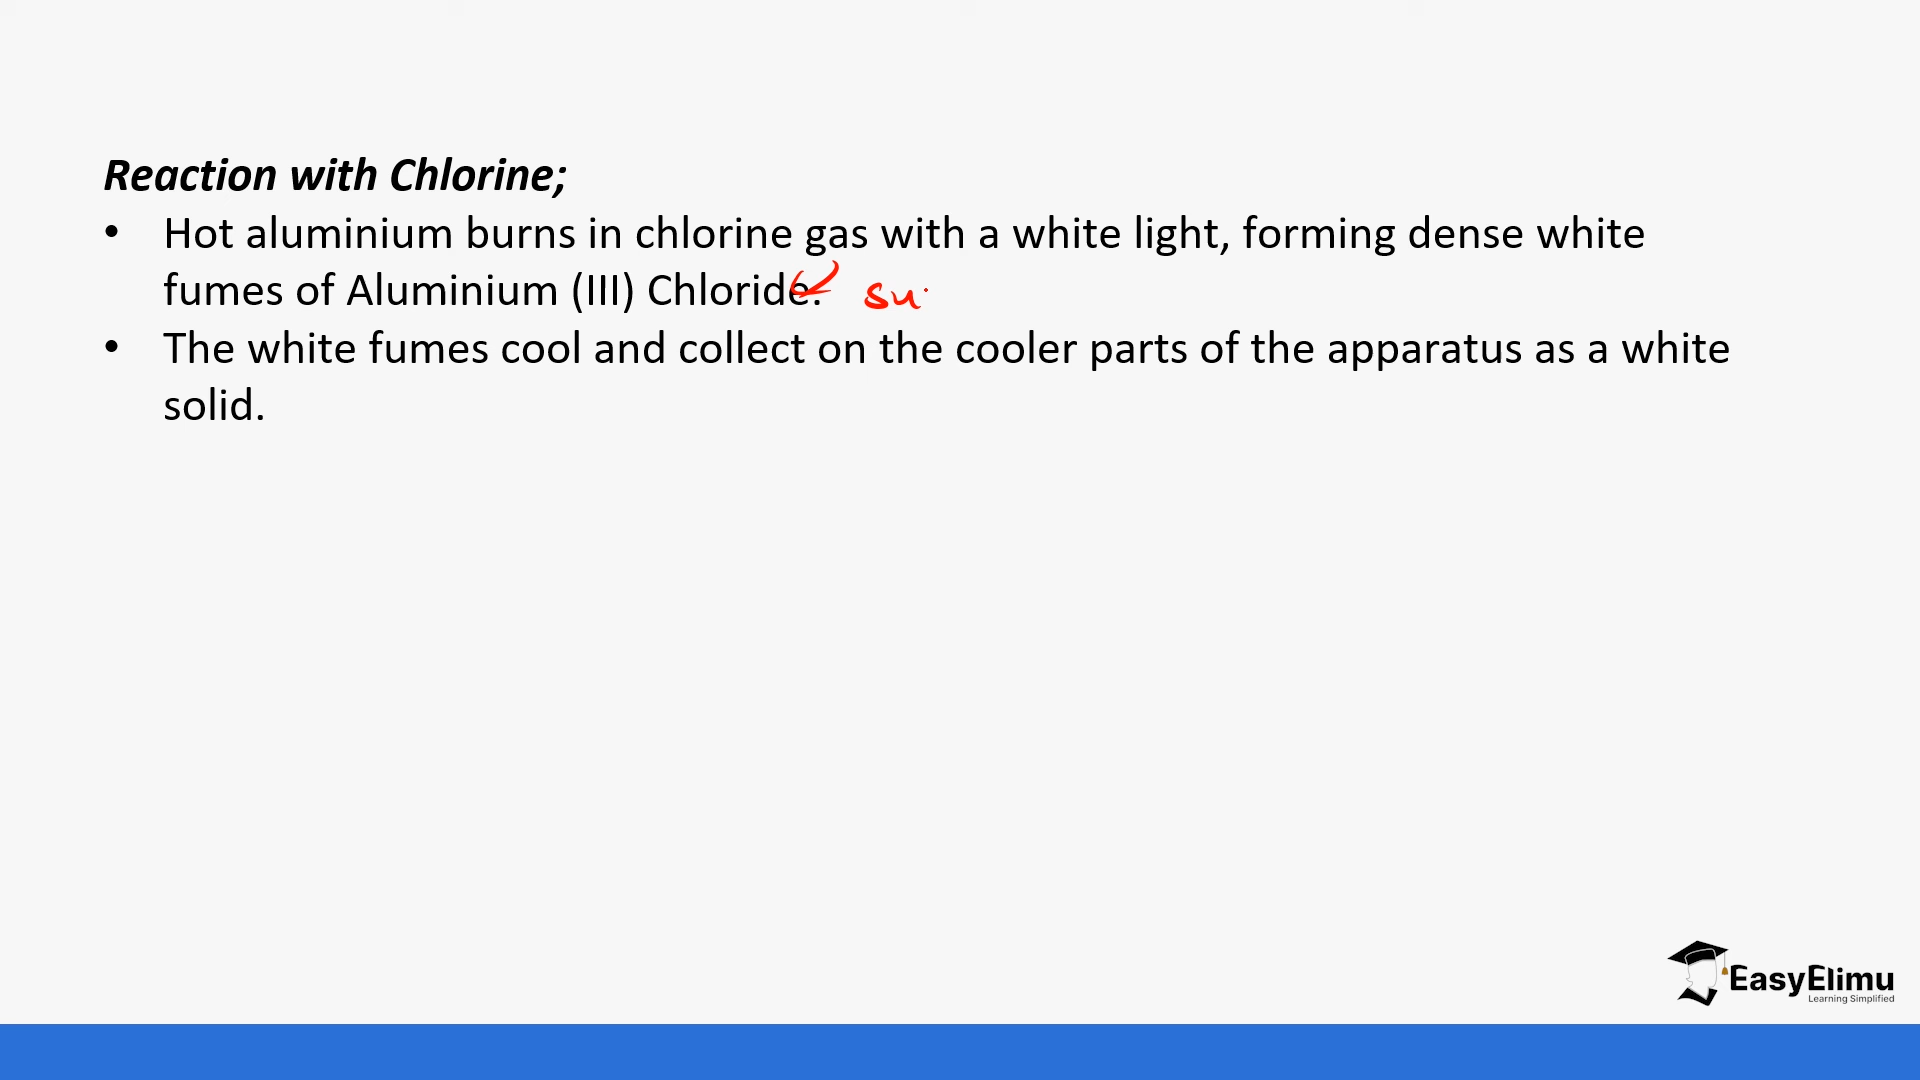 Reaction with Chlorine;
• Hot aluminium burns in chlorine gas with a white light, forming dense white
fumes of Aluminium (III) Chloride. su
• The white fumes cool and collect on the cooler parts of the apparatus as a white
solid.
EasyElimu
Learning Simplified